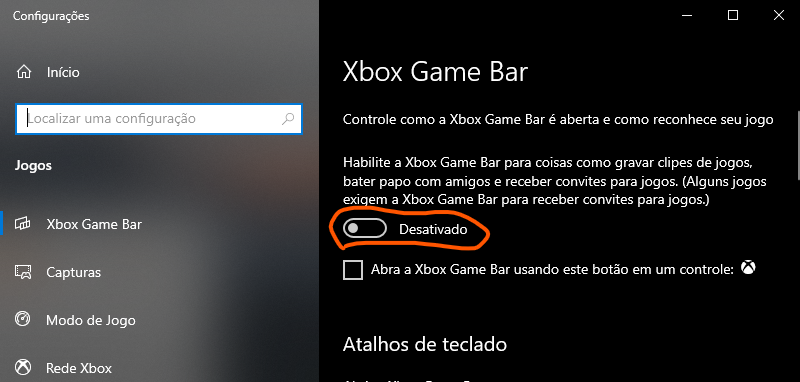 Configurações
Início
Localizar uma configuração
Jogos
Xbox Game Bar
Capturas
Modo de Jogo
Rede Xbox
Xbox Game Bar
Controle como a Xbox Game Bar é aberta e como reconhece seu jogo
Habilite a Xbox Game Bar para coisas como gravar clipes de jogos,
bater papo com amigos e receber convites para jogos. (Alguns jogos
exigem a Xbox Game Bar para receber convites para jogos.)
Desativado
Abra a Xbox Game Bar usando este botão em um controle:
Atalhos de teclado